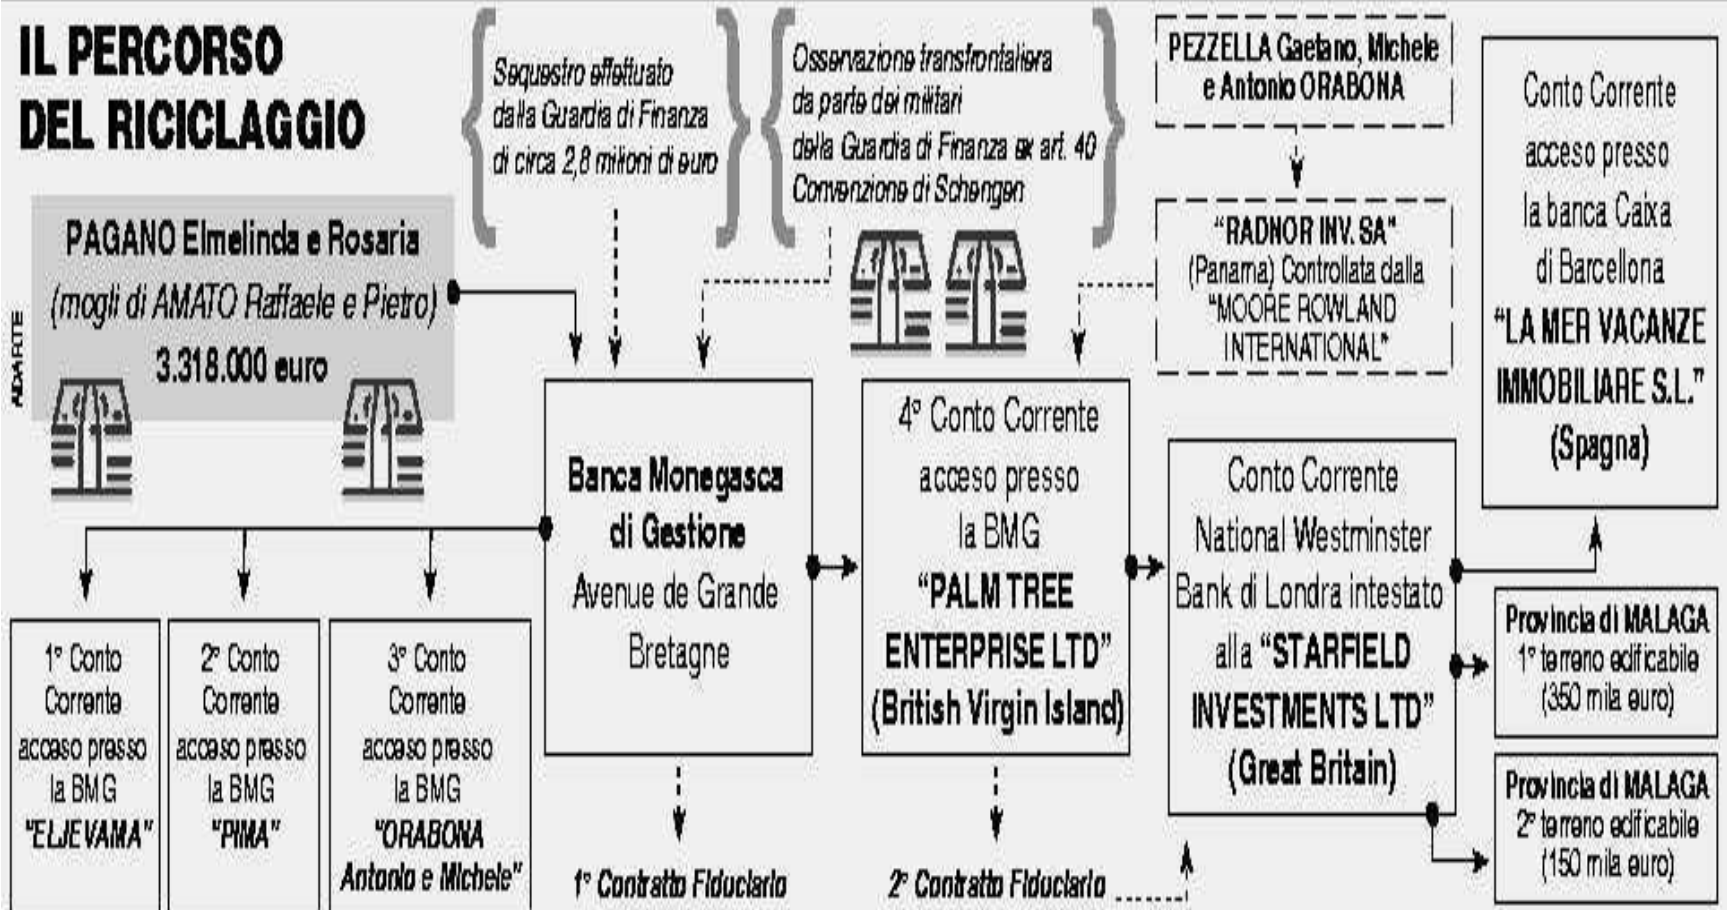 IL PERCORSO
DEL RICICLAGGIO
Sequestro effettuato
dalla Guardia di Finanza
di circa 2,8 milioni di euro
Osservazione transfrontaliera
da parte dei militari
della Guardia di Finanza ex art. 40
Convenzione di Schengen
PEZZELLA Gaetano, Michele
e Antonio ORABONA
"RADNOR INV. SA"
(Panama) Controllata dalla
"MOORE ROWLAND
INTERNATIONAL"
Conto Corrente
acceso presso
la banca Caixa
di Barcellona
"LA MER VACANZE
IMMOBILIARE S.L."
(Spagna)
PAGANO Elmelinda e Rosaria
(mogli di AMATO Raffaele e Pietro)
3.318.000 euro
ADARTE
Banca Monegasca
di Gestione
Avenue de Grande
Bretagne
4° Conto Corrente
acceso presso
la BMG
"PALM TREE
ENTERPRISE LTD"
(British Virgin Island)
Conto Corrente
National Westminster
Bank di Londra intestato
alla "STARFIELD
INVESTMENTS LTD"
(Great Britain)
Provincia di MALAGA
1° terreno edificabile
(350 mila euro)
Provincia di MALAGA
2° terreno edificabile
(150 mila euro)
1° Conto
Corrente
acceso presso
la BMG
"ELJEVAMA"
2° Conto
Corrente
acceso presso
la BMG
"PIMA"
3° Conto
Corrente
acceso presso
la BMG
"ORABONA
Antonio e Michele"
1° Contratto Fiduciario
2° Contratto Fiduciario